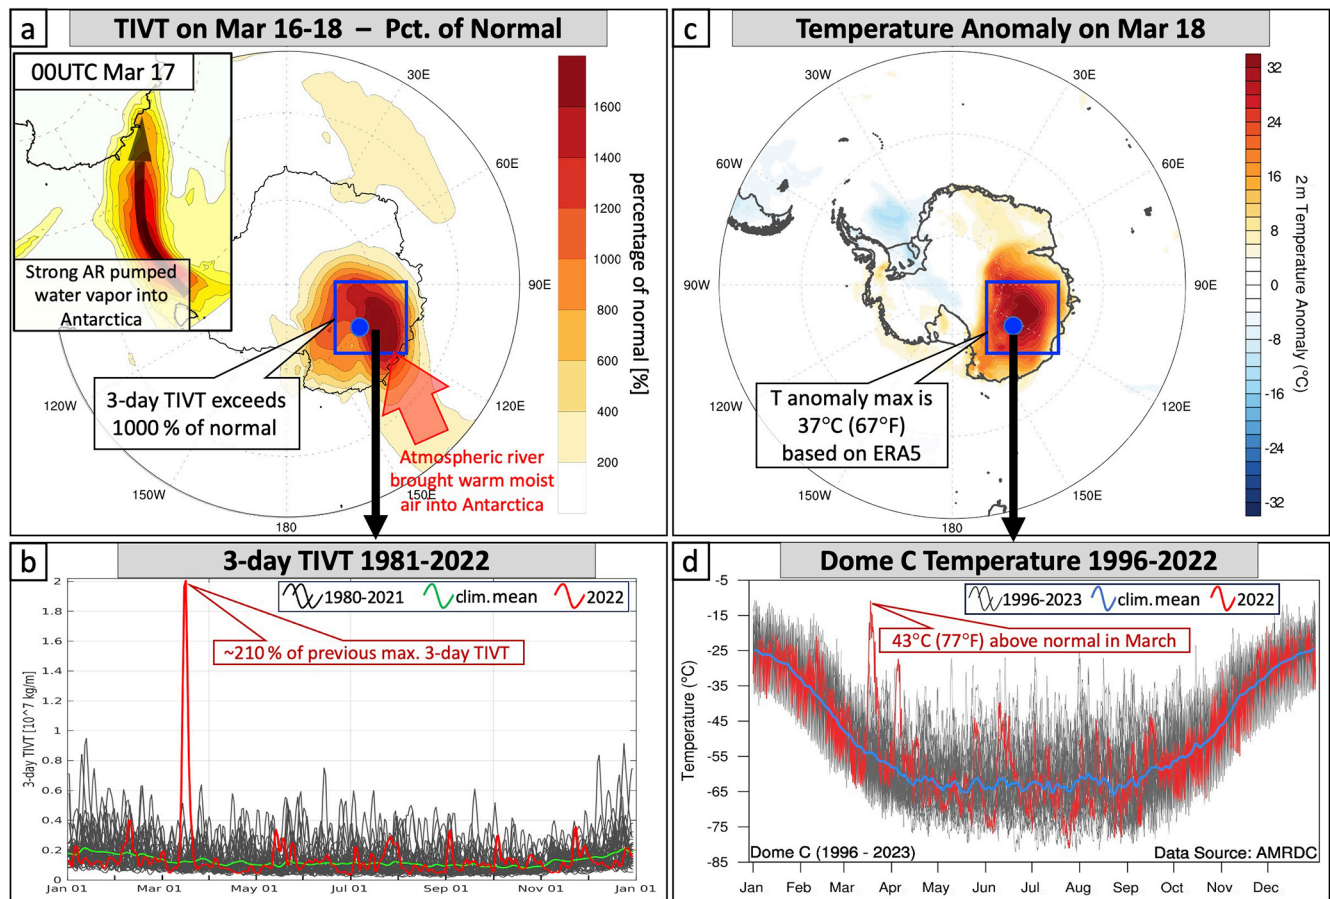 a
TIVT on Mar 16-18 – Pct. of Normal
00UTC Mar 17
Strong AR pumped
water vapor into
Antarctica
30E
60E
90E
120E
150E
180
150W
120W
3-day TIVT exceeds
1000 % of normal
Atmospheric river
brought warm moist
air into Antarctica
1600
1400
1200
1000
800
600
400
200
percentage of normal [%]
c
Temperature Anomaly on Mar 18
30W
30E
60W
60E
90W
90E
120W
120E
150W
150E
180
T anomaly max is
37°C (67°F)
based on ERA5
32
24
16
8
0
-8
-16
-24
-32
2 m Temperature Anomaly (°C)
b
3-day TIVT 1981-2022
1980-2021
clim.mean
2022
~210 % of previous max. 3-day TIVT
3-day TIVT [10^7 kg/m]
2
1.8
1.6
1.4
1.2
1
0.8
0.6
0.4
0.2
0
Jan 01
Mar 01
May 01
Jul 01
Sep 01
Nov 01
Jan 01
d
Dome C Temperature 1996-2022
1996-2023
clim.mean
2022
43°C (77°F) above normal in March
Temperature (°C)
-5
-15
-25
-35
-45
-55
-65
-75
-85
Dome C (1996 - 2023)
Data Source: AMRDC
Jan
Feb
Mar
Apr
May
Jun
Jul
Aug
Sep
Oct
Nov
Dec